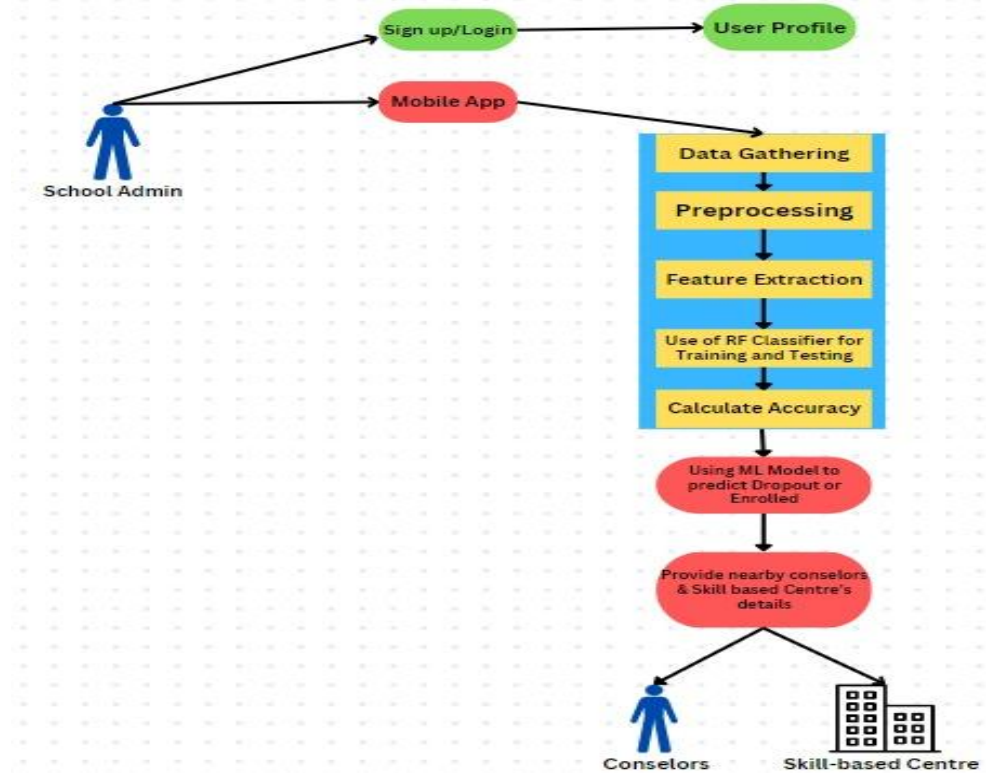 Sign up/Login
User Profile
Mobile App
School Admin
Data Gathering
Preprocessing
Feature Extraction
Use of RF Classifier for
Training and Testing
Calculate Accuracy
Using ML Model to
predict Dropout or
Enrolled
Provide nearby conselors
& Skill based Centre's
details
Conselors
Skill-based Centre